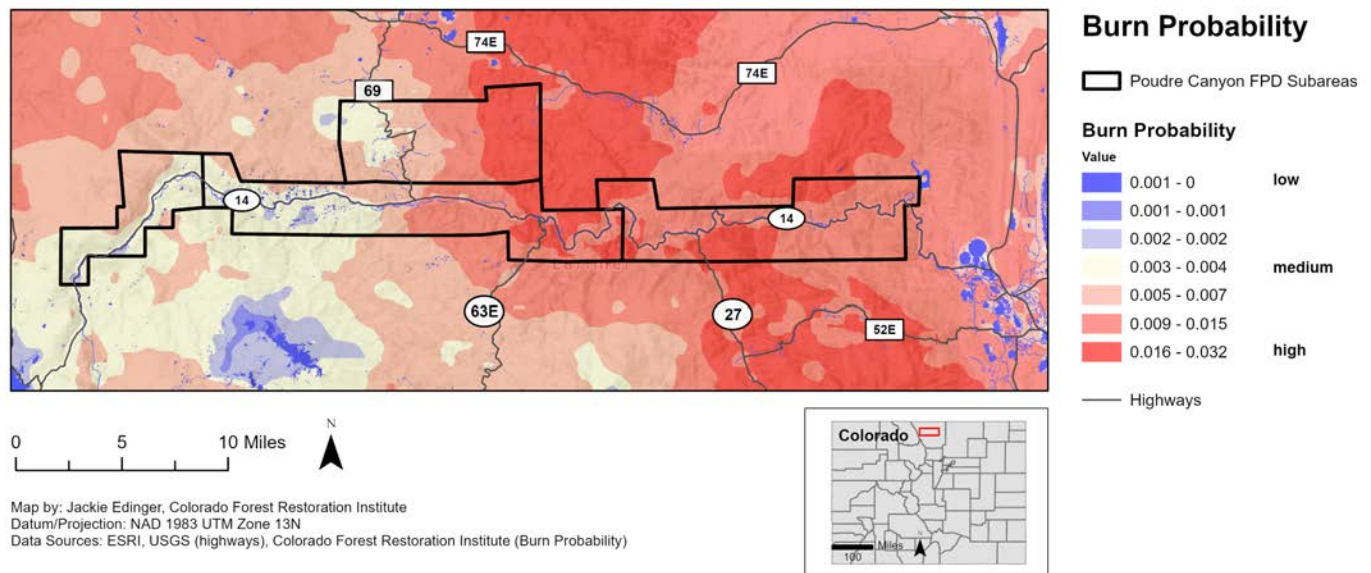 74E
69
74E
14
14
Larimer
63E
27
52E
Burn Probability
Poudre Canyon FPD Subareas
Burn Probability
Value
0.001 - 0 low
0.001 - 0.001
0.002 - 0.002
0.003 - 0.004 medium
0.005 - 0.007
0.009 - 0.015
0.016 - 0.032 high
Highways
0 5 10 Miles
N
Map by: Jackie Edinger, Colorado Forest Restoration Institute
Datum/Projection: NAD 1983 UTM Zone 13N
Data Sources: ESRI, USGS (highways), Colorado Forest Restoration Institute (Burn Probability)
Colorado
N
Miles
100